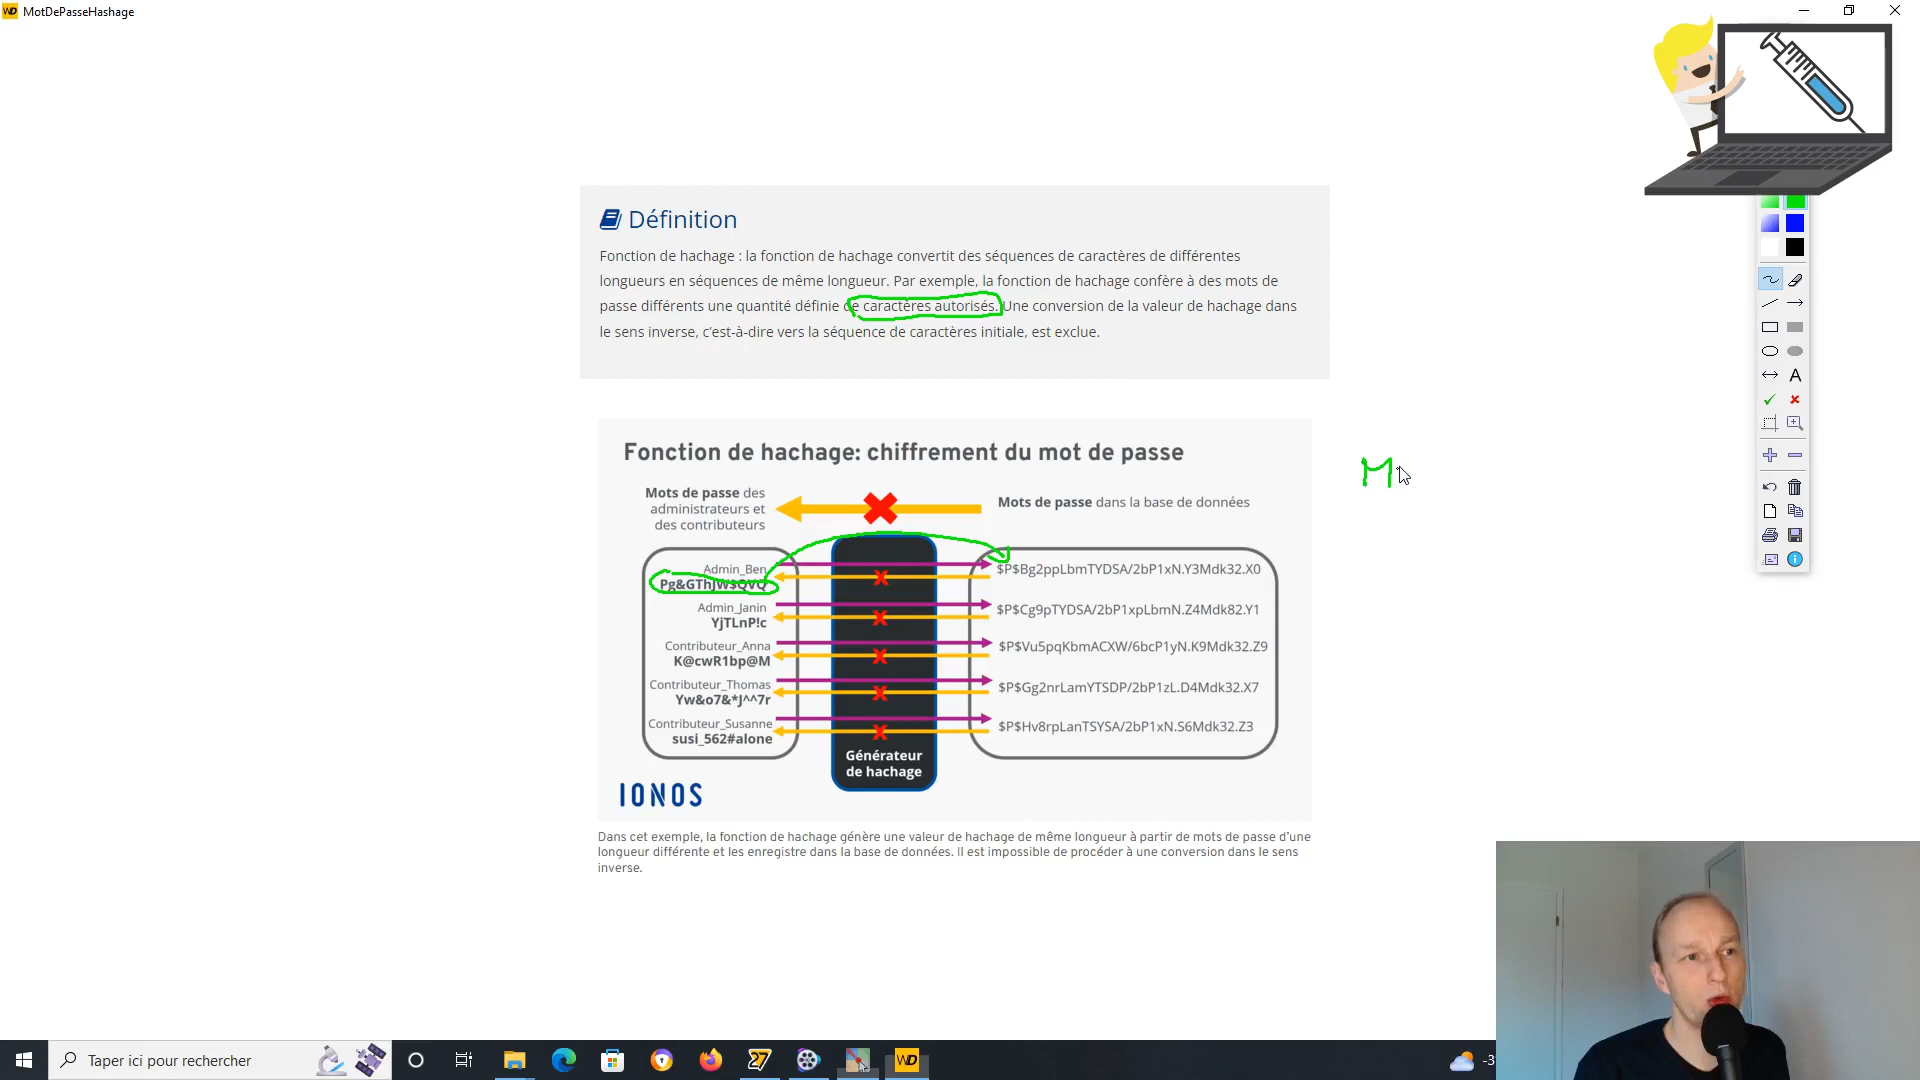 WD MotDePasseHashage
Définition
Fonction de hachage : la fonction de hachage convertit des séquences de caractères de différentes
longueurs en séquences de même longueur. Par exemple, la fonction de hachage confère à des mots de
passe différents une quantité définie de caractères autorisés. Une conversion de la valeur de hachage dans
le sens inverse, c’est-à-dire vers la séquence de caractères initiale, est exclue.
Fonction de hachage: chiffrement du mot de passe
Mots de passe des
administrateurs et
des contributeurs
Mots de passe dans la base de données
M
Admin_Ben
Pg&GThJW$QVQ
$P$Bg2ppLbmTYDSA/2bP1xN.Y3Mdk32.X0
Admin_Janin
YjTLnP!c
$P$Cg9pTYDSA/2bP1xpLbmN.Z4Mdk82.Y1
Contributeur_Anna
K@cwR1bp@M
$P$Vu5pqKbmACXW/6bcP1yN.K9Mdk32.Z9
Contributeur_Thomas
Yw&o7&*J^^7r
$P$Gg2nrLamYTSDP/2bP1zL.D4Mdk32.X7
Contributeur_Susanne
susi_562#alone
$P$Hv8rpLanTSYSA/2bP1xN.S6Mdk32.Z3
Générateur
de hachage
IONOS
Dans cet exemple, la fonction de hachage génère une valeur de hachage de même longueur à partir de mots de passe d’une
longueur différente et les enregistre dans la base de données. Il est impossible de procéder à une conversion dans le sens
inverse.
A
Taper ici pour rechercher
27
WD
-3